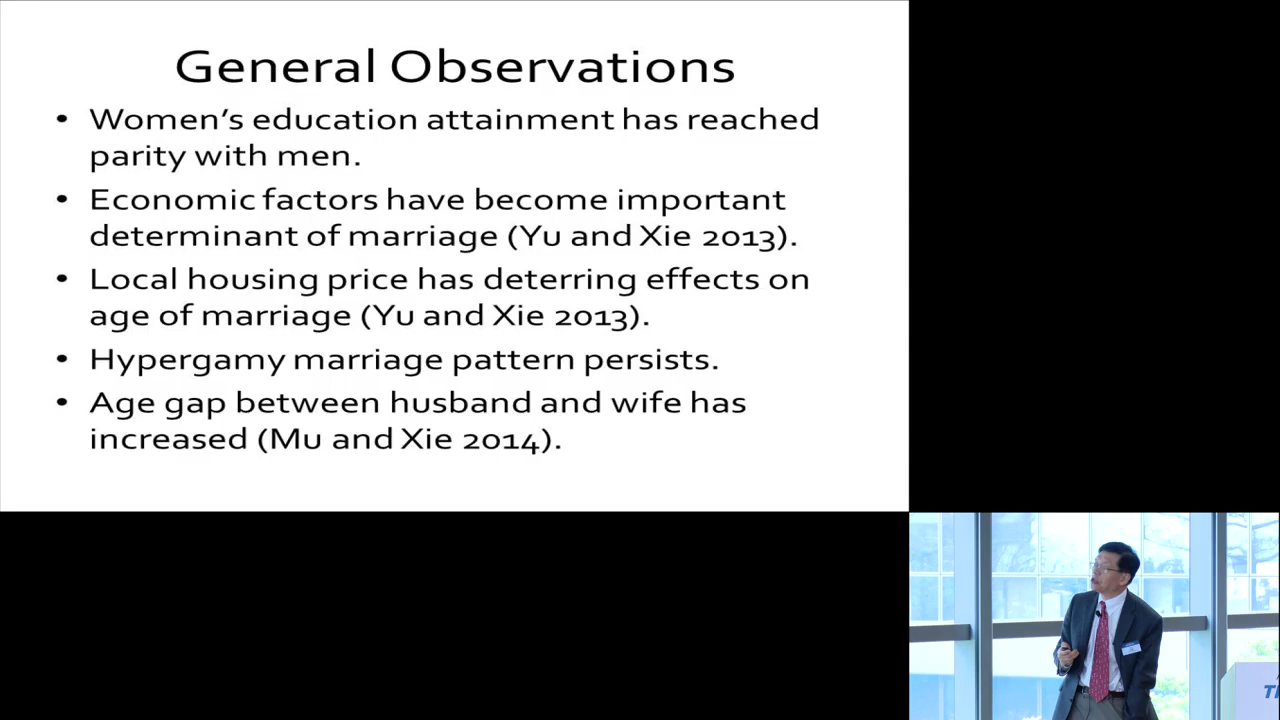 General Observations
• Women's education attainment has reached
parity with men.
• Economic factors have become important
determinant of marriage (Yu and Xie 2013).
• Local housing price has deterring effects on
age of marriage (Yu and Xie 2013).
• Hypergamy marriage pattern persists.
• Age gap between husband and wife has
increased (Mu and Xie 2014).